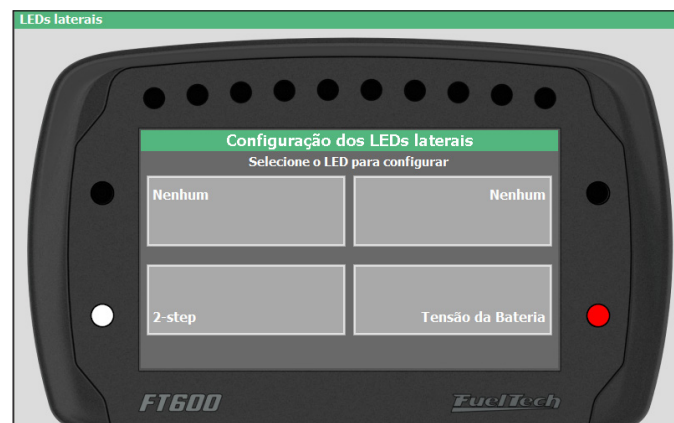 LEDs laterais
Configuração dos LEDs laterais
Selecione o LED para configurar
Nenhum
Nenhum
2-step
Tensão da Bateria
FT600
FuelTech